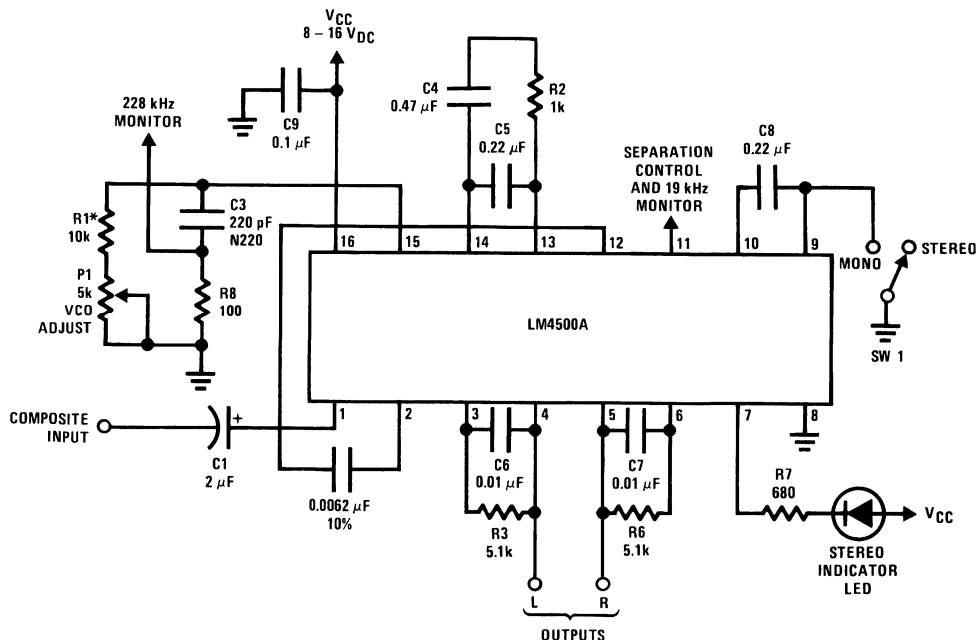 VCC
8 – 16 VDC
C9
0.1 μF
228 kHz
MONITOR
C4
0.47 μF
R2
1k
C5
0.22 μF
SEPARATION
CONTROL
AND 19 kHz
MONITOR
C8
0.22 μF
R1*
10k
C3
220 pF
N220
P1
5k
VCO
ADJUST
R8
100
16
15
14
13
12
11
10
9
MONO
STEREO
SW 1
LM4500A
COMPOSITE
INPUT
C1
2 μF
+
1
2
3
4
5
6
7
8
0.0062 μF
10%
C6
0.01 μF
C7
0.01 μF
R3
5.1k
R6
5.1k
R7
680
VCC
STEREO
INDICATOR
LED
L
R
OUTPUTS